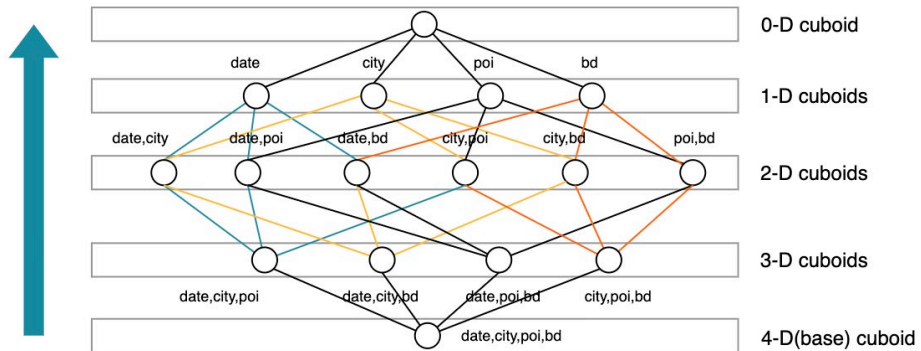 0-D cuboid
date
city
poi
bd
1-D cuboids
date,city
date,poi
date,bd
city,poi
city,bd
poi,bd
2-D cuboids
3-D cuboids
date,city,poi
date,city,bd
date,poi,bd
city,poi,bd
date,city,poi,bd
4-D(base) cuboid